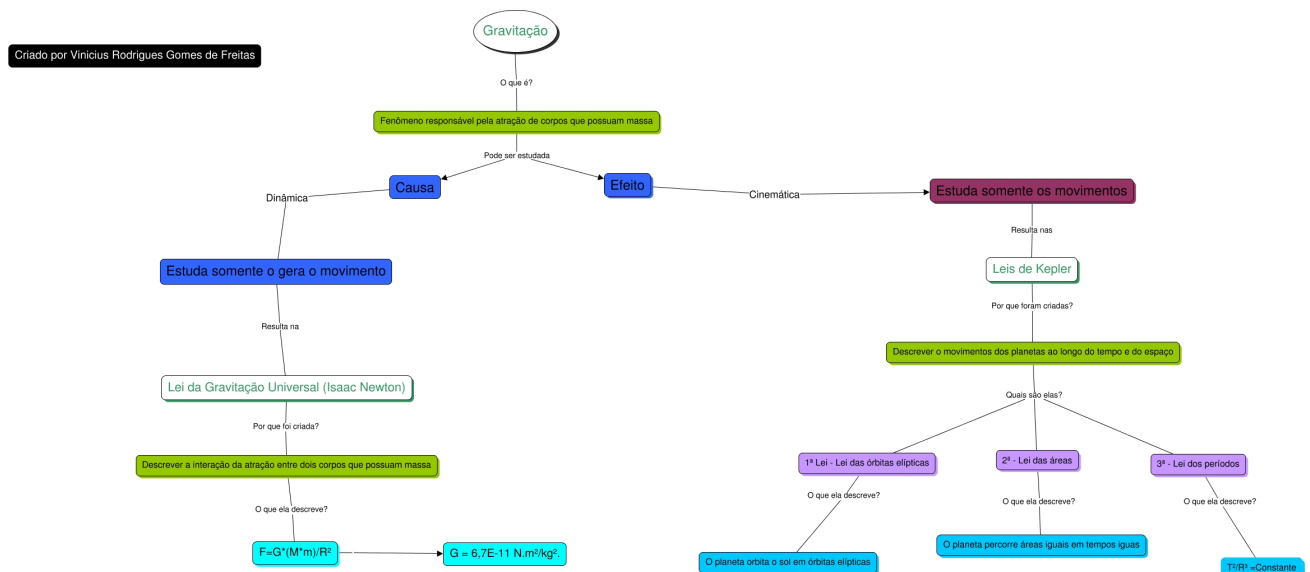 Gravitação
Criado por Vinicius Rodrigues Gomes de Freitas
O que é?
Fenômeno responsável pela atração de corpos que possuam massa
Pode ser estudada
Causa
Efeito
Dinâmica
Cinemática
Estuda somente os movimentos
Resulta nas
Estuda somente o gera o movimento
Leis de Kepler
Por que foram criadas?
Resulta na
Descrever o movimentos dos planetas ao longo do tempo e do espaço
Lei da Gravitação Universal (Isaac Newton)
Quais são elas?
Por que foi criada?
Descrever a interação da atração entre dois corpos que possuam massa
1ª Lei - Lei das órbitas elípticas
2ª - Lei das áreas
3ª - Lei dos períodos
O que ela descreve?
O que ela descreve?
O que ela descreve?
O que ela descreve?
F=G*(M*m)/R²
G = 6,7E-11 N.m²/kg².
O planeta orbita o sol em órbitas elípticas
O planeta percorre áreas iguais em tempos iguas
T²/R³ =Constante